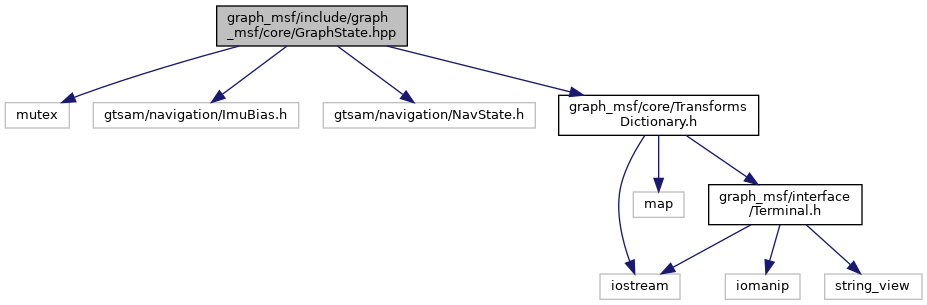 graph_msf/include/graph
_msf/core/GraphState.hpp
mutex
gtsam/navigation/ImuBias.h
gtsam/navigation/NavState.h
graph_msf/core/Transforms
Dictionary.h
map
graph_msf/interface
/Terminal.h
iostream
iomanip
string_view